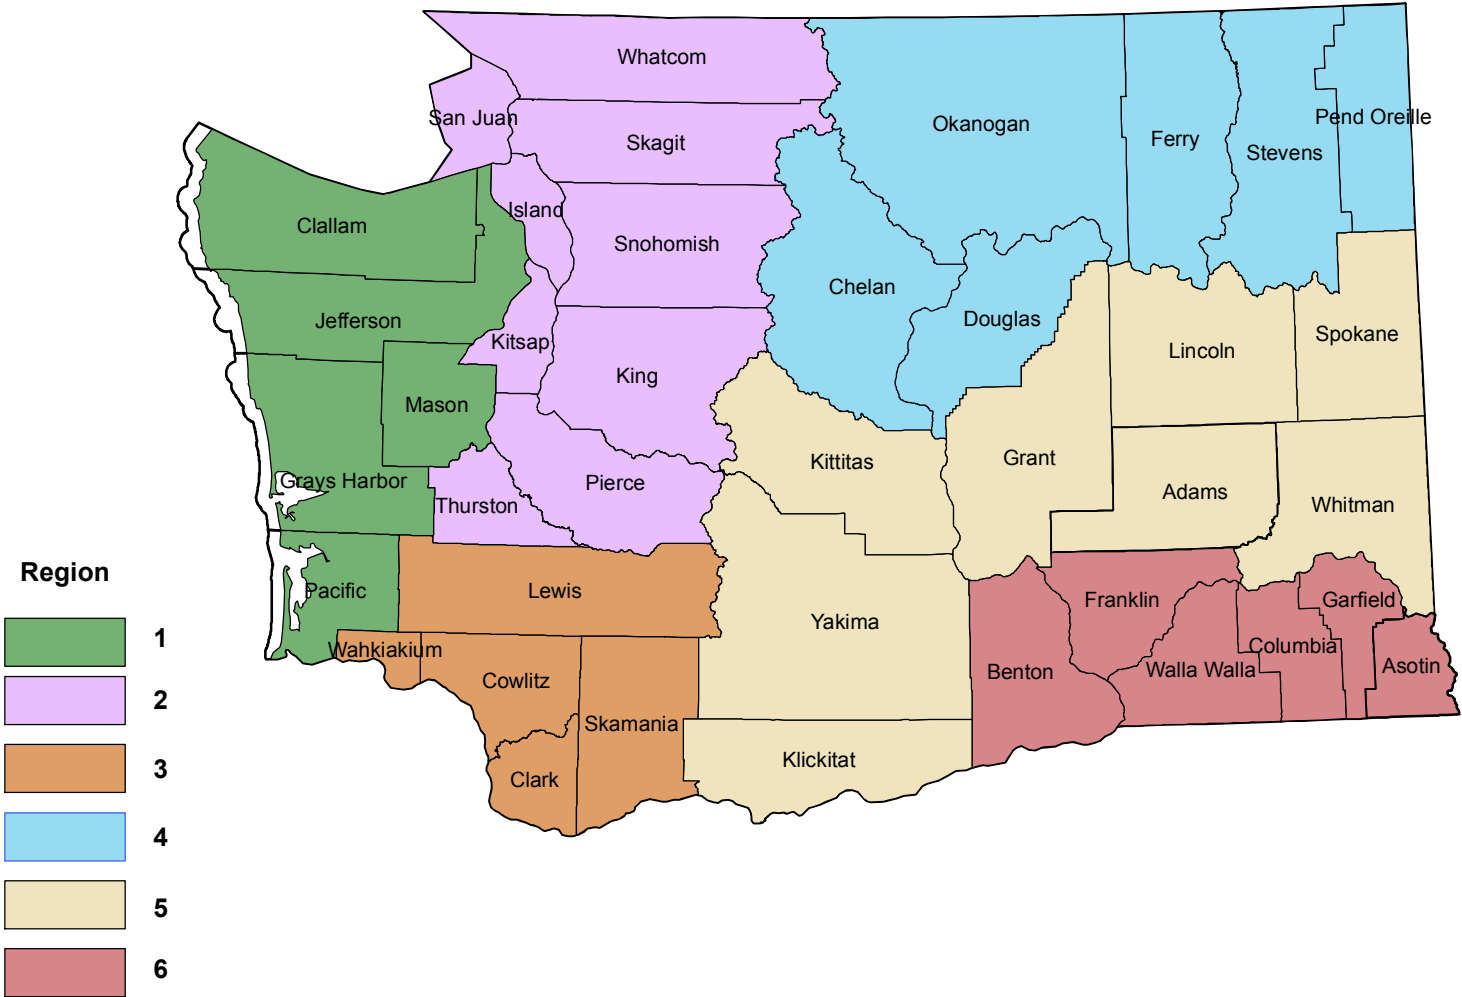 Whatcom
San Juan
Skagit
Okanogan
Ferry
Stevens
Pend Oreille
Clallam
Island
Snohomish
Chelan
Douglas
Jefferson
Kitsap
King
Lincoln
Spokane
Mason
Grays Harbor
Thurston
Pierce
Kittitas
Grant
Adams
Whitman
Pacific
Lewis
Yakima
Franklin
Garfield
Wahkiakium
Cowlitz
Skamania
Benton
Walla Walla
Columbia
Asotin
Clark
Klickitat
Region
1
2
3
4
5
6